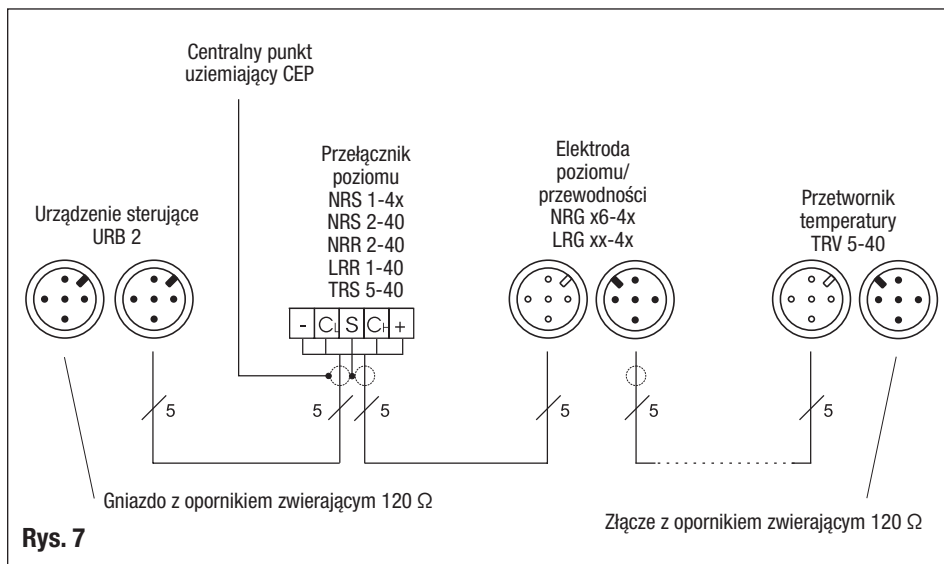 Centralny punkt
uziemiający CEP
Przełącznik
poziomu
NRS 1-4x
NRS 2-40
NRR 2-40
LRR 1-40
TRS 5-40
Elektroda
poziomu/
przewodności
NRG x6-4x
LRG xx-4x
Przetwornik
temperatury
TRV 5-40
Urządzenie sterujące
URB 2
- CL S CH +
5 5 5 5 5 5
Gniazdo z opornikiem zwierającym 120 Ω
Złącze z opornikiem zwierającym 120 Ω
Rys. 7